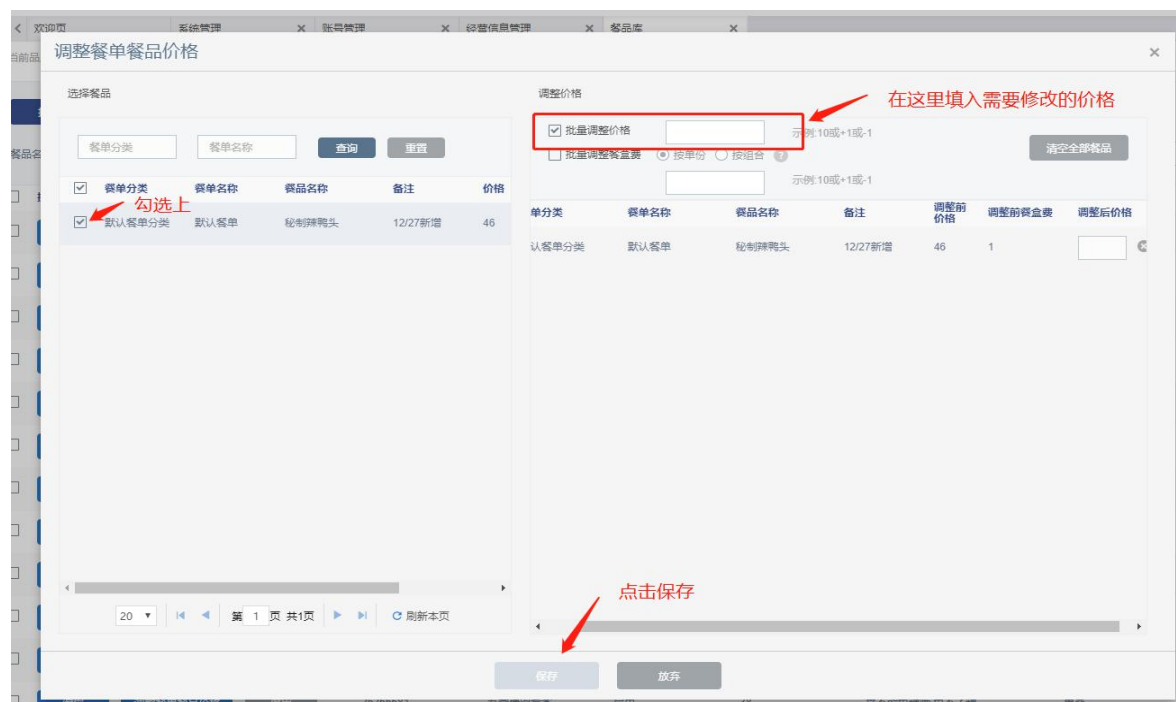 欢迎页 系统管理 账号管理 经营信息管理 餐品库
当前品
调整餐单餐品价格
选择餐品
调整价格
在这里填入需要修改的价格
餐单分类 餐单名称 查询 重置
批量调整价格 示例:10或+1或-1
批量调整餐盒费 按单份 按组合
清空全部餐品
示例:10或+1或-1
餐品名
餐单分类 餐单名称 餐品名称 备注 价格
勾选上
默认餐单分类 默认餐单 秘制辣鸭头 12/27新增 46
单分类 餐单名称 餐品名称 备注 调整前价格 调整前餐盒费 调整后价格
认餐单分类 默认餐单 秘制辣鸭头 12/27新增 46 1
点击保存
20 第 1 页 共1页 刷新本页
保存 放弃